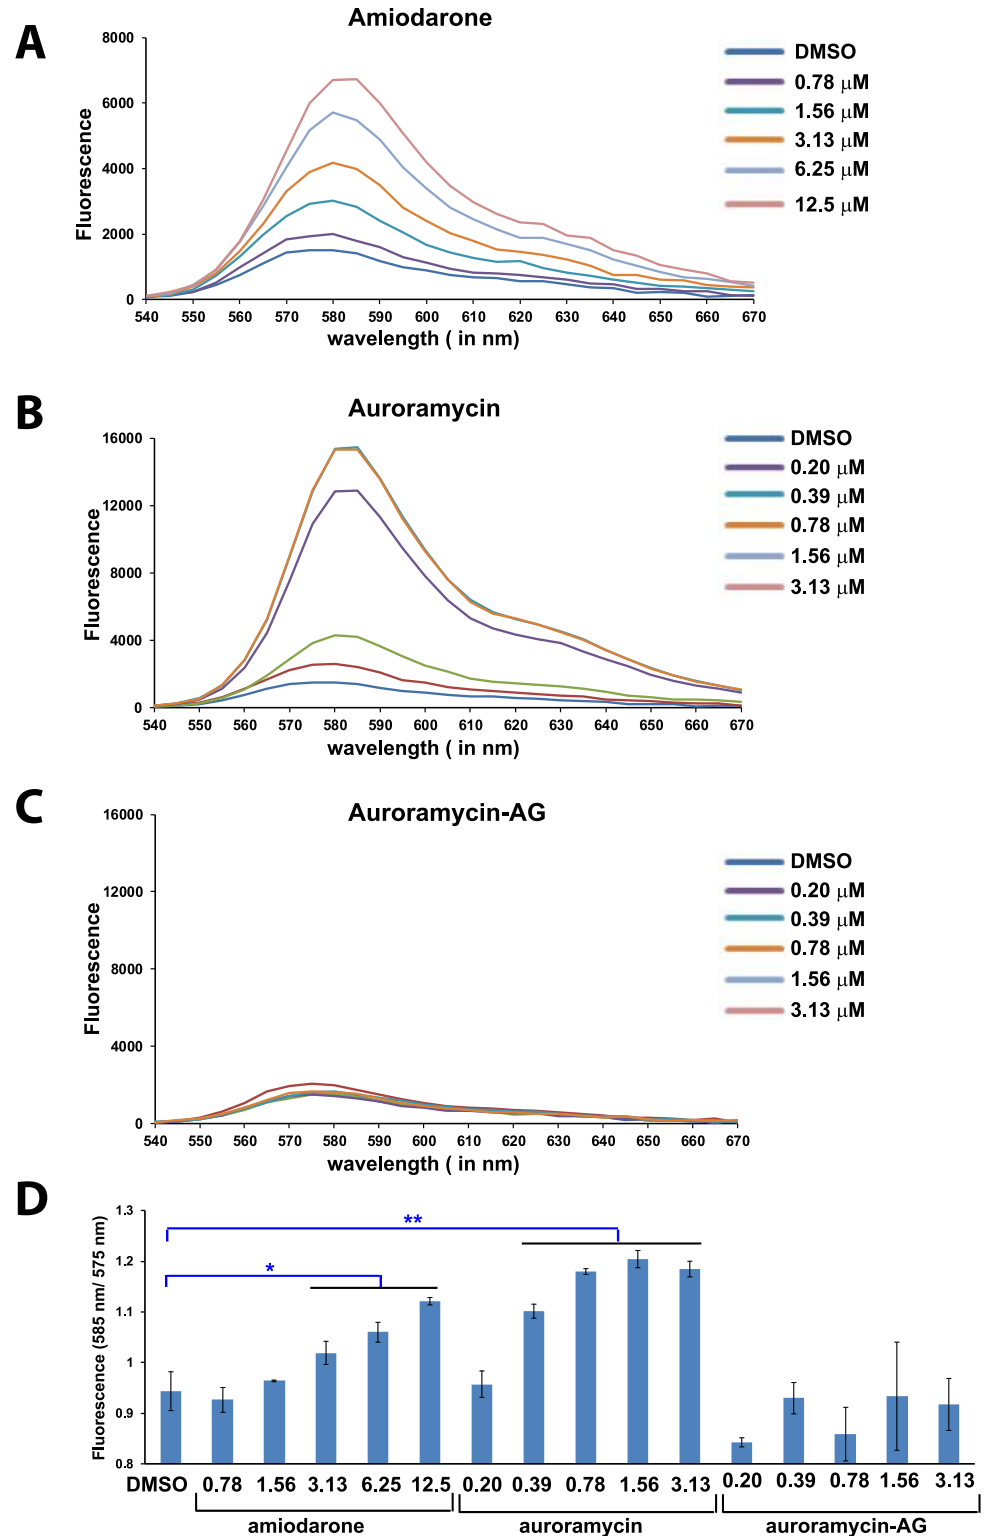 A
Amiodarone
8000
6000
4000
2000
0
Fluorescence
540 550 560 570 580 590 600 610 620 630 640 650 660 670
wavelength ( in nm)
DMSO
0.78 μM
1.56 μM
3.13 μM
6.25 μM
12.5 μM
B
Auroramycin
16000
12000
8000
4000
0
Fluorescence
540 550 560 570 580 590 600 610 620 630 640 650 660 670
wavelength ( in nm)
DMSO
0.20 μM
0.39 μM
0.78 μM
1.56 μM
3.13 μM
C
Auroramycin-AG
16000
12000
8000
4000
0
Fluorescence
540 550 560 570 580 590 600 610 620 630 640 650 660 670
wavelength ( in nm)
DMSO
0.20 μM
0.39 μM
0.78 μM
1.56 μM
3.13 μM
D
1.3
1.2
1.1
1
0.9
0.8
Fluorescence (585 nm/ 575 nm)
**
*
DMSO 0.78 1.56 3.13 6.25 12.5 0.20 0.39 0.78 1.56 3.13 0.20 0.39 0.78 1.56 3.13
amiodarone auroramycin auroramycin-AG